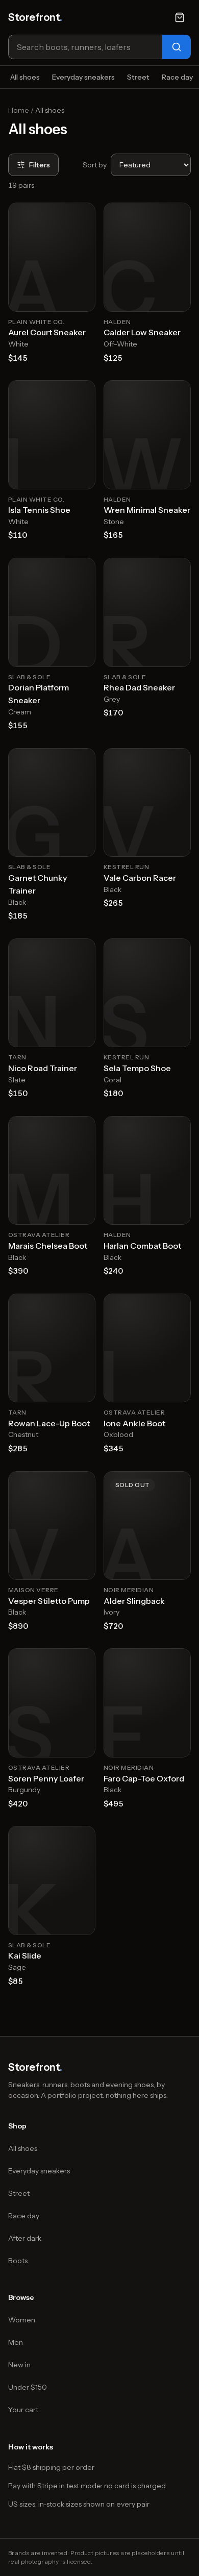 Storefront.
Search boots, runners, loafers
All shoes Everyday sneakers Street Race day
Home / All shoes
All shoes
Filters Sort by Featured
19 pairs
A C
PLAIN WHITE CO. HALDEN
Aurel Court Sneaker Calder Low Sneaker
White Off-White
$145 $125
I W
PLAIN WHITE CO. HALDEN
Isla Tennis Shoe Wren Minimal Sneaker
White Stone
$110 $165
D R
SLAB & SOLE SLAB & SOLE
Dorian Platform Rhea Dad Sneaker
Sneaker Grey
Cream $170
$155
G V
SLAB & SOLE KESTREL RUN
Garnet Chunky Vale Carbon Racer
Trainer Black
Black $265
$185
N S
TARN KESTREL RUN
Nico Road Trainer Sela Tempo Shoe
Slate Coral
$150 $180
M H
OSTRAVA ATELIER HALDEN
Marais Chelsea Boot Harlan Combat Boot
Black Black
$390 $240
R I
TARN OSTRAVA ATELIER
Rowan Lace-Up Boot Ione Ankle Boot
Chestnut Oxblood
$285 $345
SOLD OUT
V A
MAISON VERRE NOIR MERIDIAN
Vesper Stiletto Pump Alder Slingback
Black Ivory
$890 $720
S F
OSTRAVA ATELIER NOIR MERIDIAN
Soren Penny Loafer Faro Cap-Toe Oxford
Burgundy Black
$420 $495
K
SLAB & SOLE
Kai Slide
Sage
$85
Storefront.
Sneakers, runners, boots and evening shoes, by
occasion. A portfolio project: nothing here ships.
Shop
All shoes
Everyday sneakers
Street
Race day
After dark
Boots
Browse
Women
Men
New in
Under $150
Your cart
How it works
Flat $8 shipping per order
Pay with Stripe in test mode: no card is charged
US sizes, in-stock sizes shown on every pair
Brands are invented. Product pictures are placeholders until
real photography is licensed.